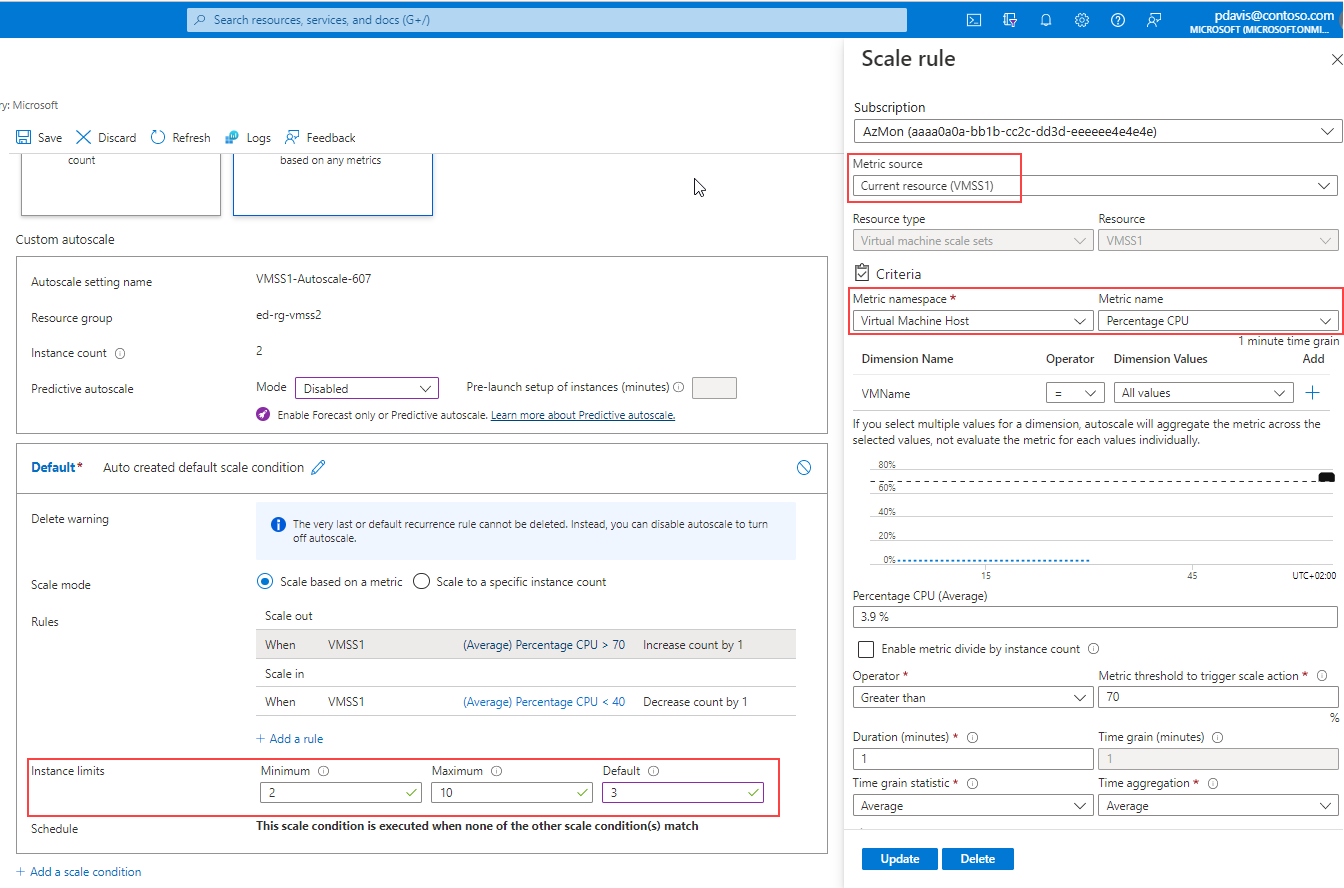 Search resources, services, and docs (G+/)
pdavis@contoso.com
MICROSOFT (MICROSOFT.ONMI...
ry: Microsoft
Save
Discard
Refresh
Logs
Feedback
count
based on any metrics
Custom autoscale
Autoscale setting name
VMSS1-Autoscale-607
Resource group
ed-rg-vmss2
Instance count
2
Predictive autoscale
Mode
Disabled
Pre-launch setup of instances (minutes)
Enable Forecast only or Predictive autoscale. Learn more about Predictive autoscale.
Default*
Auto created default scale condition
Delete warning
The very last or default recurrence rule cannot be deleted. Instead, you can disable autoscale to turn
off autoscale.
Scale mode
Scale based on a metric
Scale to a specific instance count
Rules
Scale out
When VMSS1 (Average) Percentage CPU > 70 Increase count by 1
Scale in
When VMSS1 (Average) Percentage CPU < 40 Decrease count by 1
+ Add a rule
Instance limits
Minimum
2
Maximum
10
Default
3
Schedule
This scale condition is executed when none of the other scale condition(s) match
+ Add a scale condition
Scale rule
Subscription
AzMon (aaaa0a0a-bb1b-cc2c-dd3d-eeeeee4e4e4e)
Metric source
Current resource (VMSS1)
Resource type
Virtual machine scale sets
Resource
VMSS1
Criteria
Metric namespace *
Virtual Machine Host
Metric name
Percentage CPU
1 minute time grain
Dimension Name Operator Dimension Values Add
VMName = All values +
If you select multiple values for a dimension, autoscale will aggregate the metric across the
selected values, not evaluate the metric for each values individually.
80%
60%
40%
20%
0%
15 45 UTC+02:00
Percentage CPU (Average)
3.9 %
Enable metric divide by instance count
Operator *
Greater than
Metric threshold to trigger scale action *
70
%
Duration (minutes) *
1
Time grain (minutes)
1
Time grain statistic *
Average
Time aggregation *
Average
Update
Delete